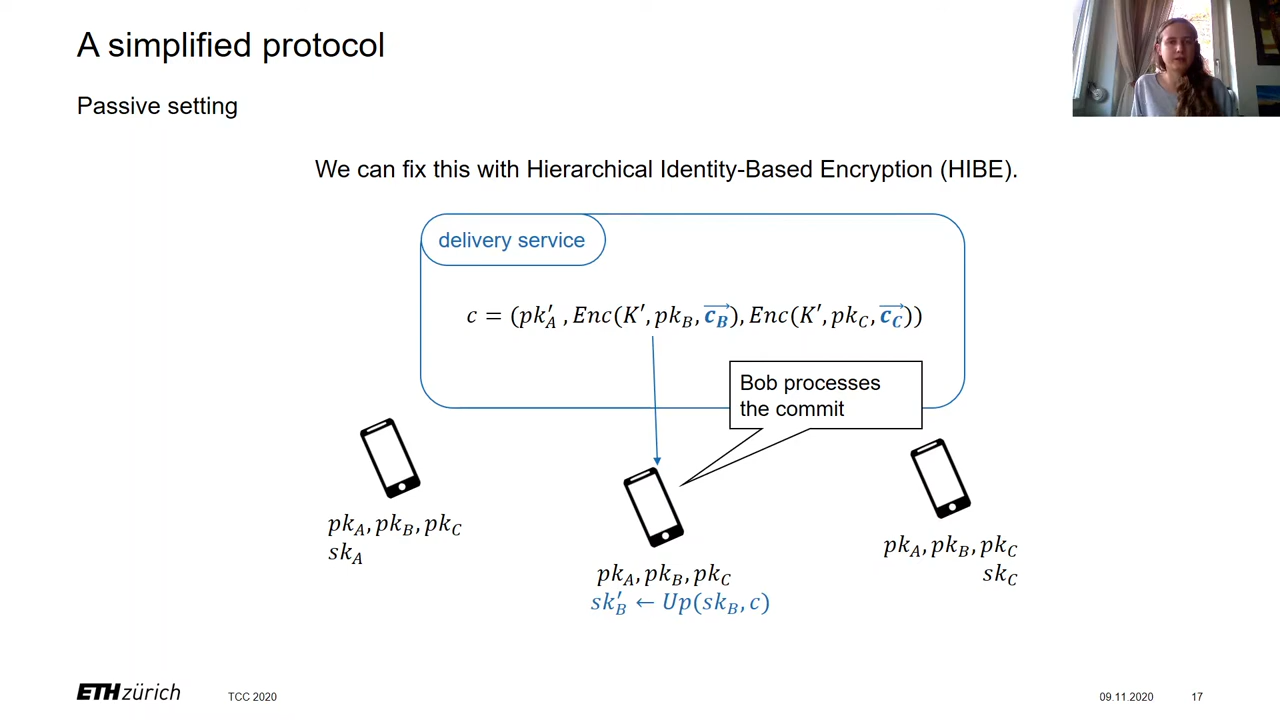 A simplified protocol
Passive setting
We can fix this with Hierarchical Identity-Based Encryption (HIBE).
delivery service
c = (pk'_A , Enc(K', pk_B, \overrightarrow{c_B}), Enc(K', pk_C, \overrightarrow{c_C}))
Bob processes
the commit
pk_A, pk_B, pk_C
sk_A
pk_A, pk_B, pk_C
sk'_B ← Up(sk_B, c)
pk_A, pk_B, pk_C
sk_C
ETH zürich
TCC 2020
09.11.2020
17